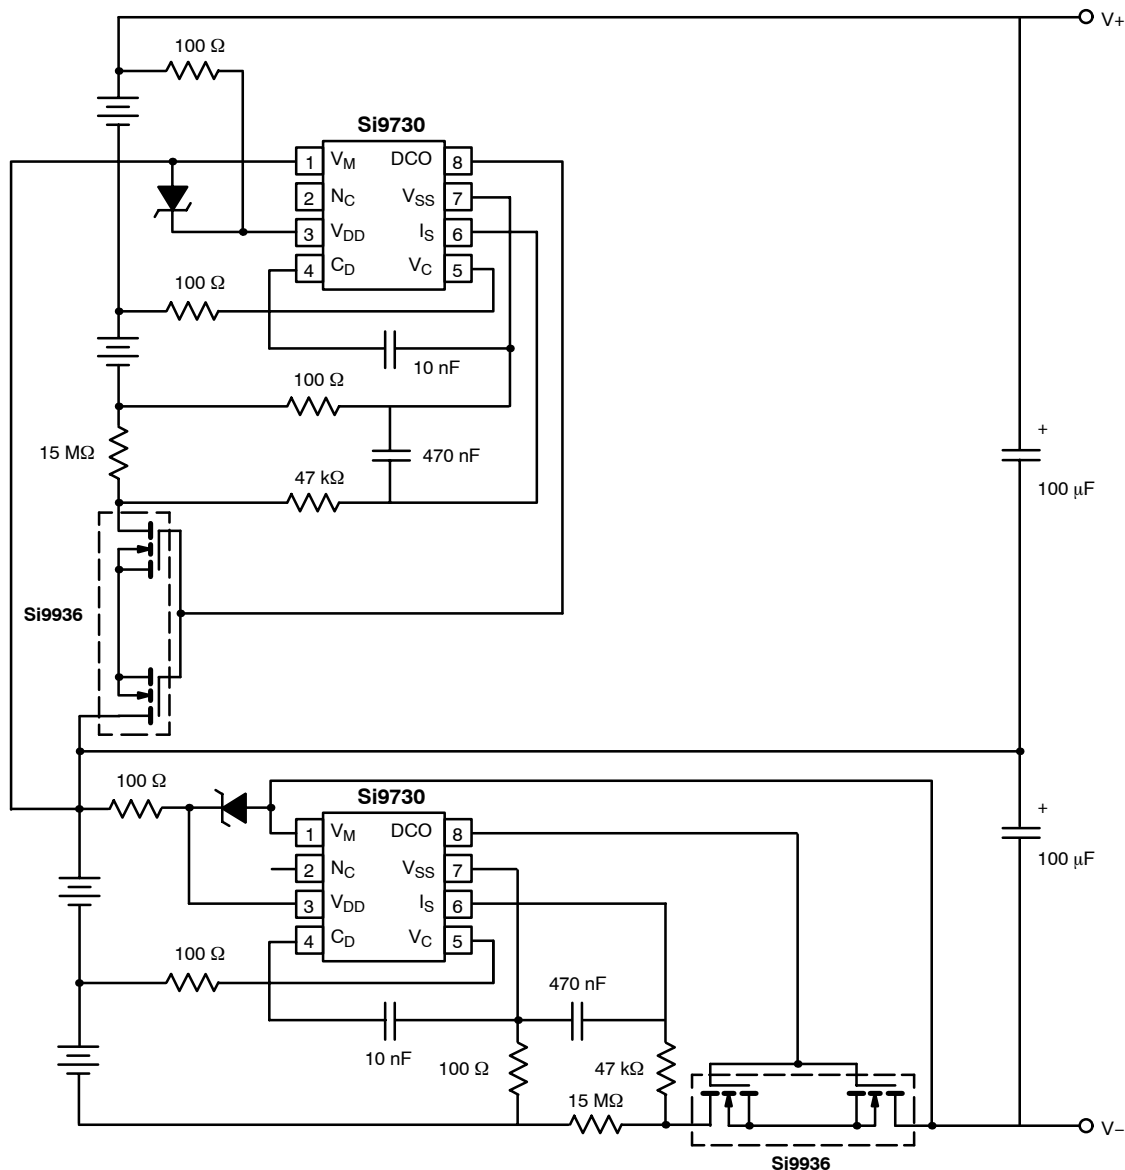 V+
100 Ω
Si9730
1 VM DCO 8
2 NC VSS 7
3 VDD IS 6
4 CD VC 5
100 Ω
10 nF
100 Ω
15 MΩ
470 nF
47 kΩ
+
100 μF
Si9936
100 Ω
Si9730
1 VM DCO 8
2 NC VSS 7
3 VDD IS 6
4 CD VC 5
+
100 μF
100 Ω
470 nF
10 nF
100 Ω
47 kΩ
15 MΩ
V−
Si9936